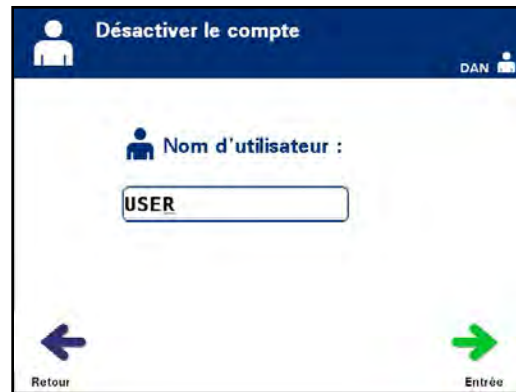 Désactiver le compte
DAN
Nom d'utilisateur :
USER
Retour
Entrée